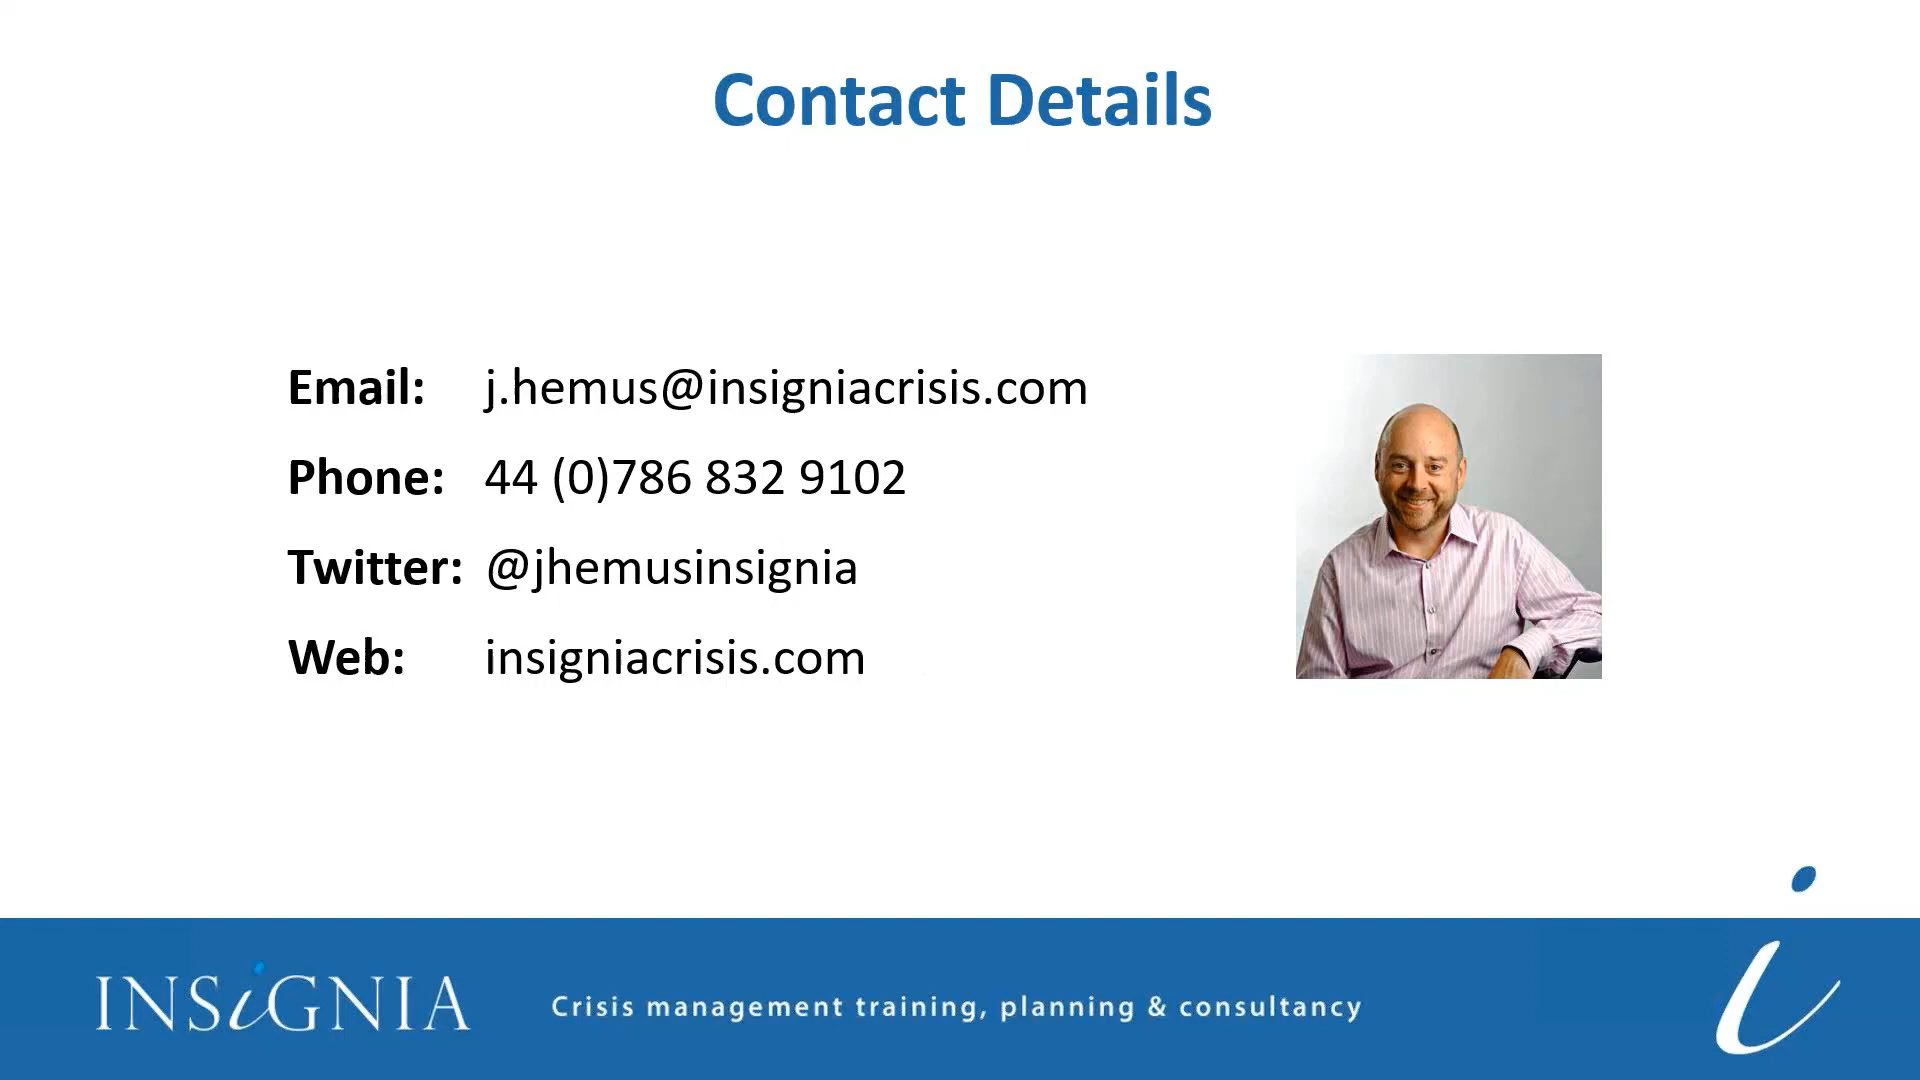 Contact Details
Email: j.hemus@insigniacrisis.com
Phone: 44 (0)786 832 9102
Twitter: @jhemusinsignia
Web: insigniacrisis.com
INSiGNIA
Crisis management training, planning & consultancy
i